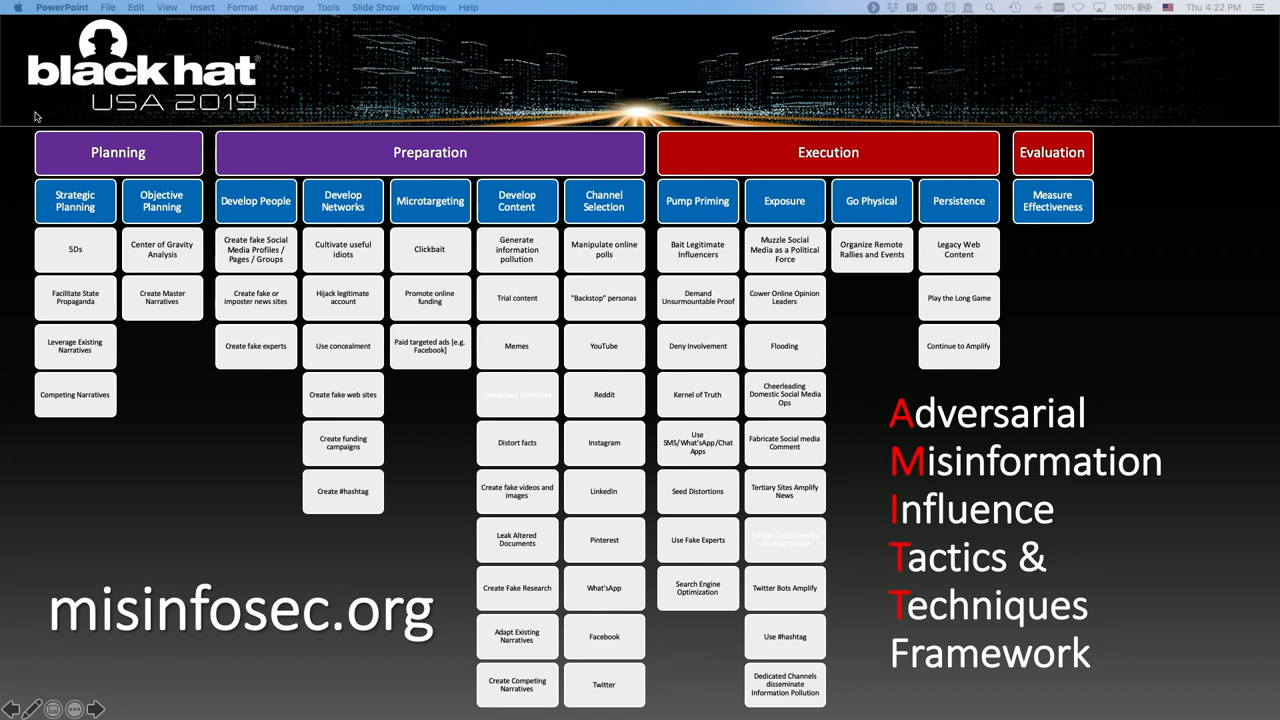 PowerPoint File Edit View Insert Format Arrange Tools Slide Show Window Help
100% Thu 4:22 PM
black hat®
USA 2019
Planning
Preparation
Execution
Evaluation
Strategic
Planning
Objective
Planning
Develop People
Develop
Networks
Microtargeting
Develop
Content
Channel
Selection
Pump Priming
Exposure
Go Physical
Persistence
Measure
Effectiveness
5Ds
Facilitate State
Propaganda
Leverage Existing
Narratives
Competing Narratives
Center of Gravity
Analysis
Create Master
Narratives
Create fake Social
Media Profiles /
Pages / Groups
Create fake or
imposter news sites
Create fake experts
Cultivate useful
idiots
Hijack legitimate
account
Use concealment
Create fake web sites
Create funding
campaigns
Create #hashtag
Clickbait
Promote online
funding
Paid targeted ads [e.g.
Facebook]
Generate
information
pollution
Trial content
Memes
Conspiracy narratives
Distort facts
Create fake videos and
images
Leak Altered
Documents
Create Fake Research
Adapt Existing
Narratives
Create Competing
Narratives
Manipulate online
polls
"Backstop" personas
YouTube
Reddit
Instagram
LinkedIn
Pinterest
What'sApp
Facebook
Twitter
Bait Legitimate
Influencers
Demand
Unsurmountable Proof
Deny Involvement
Kernel of Truth
Use
SMS/What'sApp/Chat
Apps
Seed Distortions
Use Fake Experts
Search Engine
Optimization
Muzzle Social
Media as a Political
Force
Cower Online Opinion
Leaders
Flooding
Cheerleading
Domestic Social Media
Ops
Fabricate Social media
Comment
Tertiary Sites Amplify
News
Twitter Trolls Amplify
and Manipulate
Twitter Bots Amplify
Use #hashtag
Dedicated Channels
disseminate
Information Pollution
Organize Remote
Rallies and Events
Legacy Web
Content
Play the Long Game
Continue to Amplify
Adversarial
Misinformation
Influence
Tactics &
Techniques
Framework
misinfosec.org